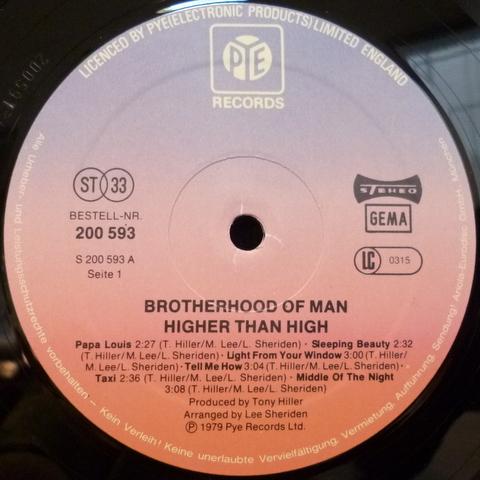 LICENCED BY PYE(ELECTRONIC PRODUCTS) LIMITED ENGLAND
PYE
RECORDS
ST 33
BESTELL-NR.
200 593
S 200 593 A
Seite 1
STEREO
GEMA
LC 0315
BROTHERHOOD OF MAN
HIGHER THAN HIGH
Papa Louis 2:27 (T. Hiller/M. Lee/L. Sheriden) · Sleeping Beauty 2:32
(T. Hiller/M. Lee/L. Sheriden) · Light From Your Window 3:00 (T. Hiller/
M. Lee/L. Sheriden) · Tell Me How 3:04 (T. Hiller/M. Lee/L. Sheriden) · ·
Taxi 2:36 (T. Hiller/M. Lee/L. Sheriden) · Middle Of The Night
3:08 (T. Hiller/M. Lee/L. Sheriden)
Produced by Tony Hiller
Arranged by Lee Sheriden
Ⓟ 1979 Pye Records Ltd.
Alle Urheber- und Leistungsschutzrechte vorbehalten – Kein Verleih! Keine unerlaubte Vervielfältigung, Vermietung, Aufführung, Sendung! Ariola-Eurodisc GmbH, München